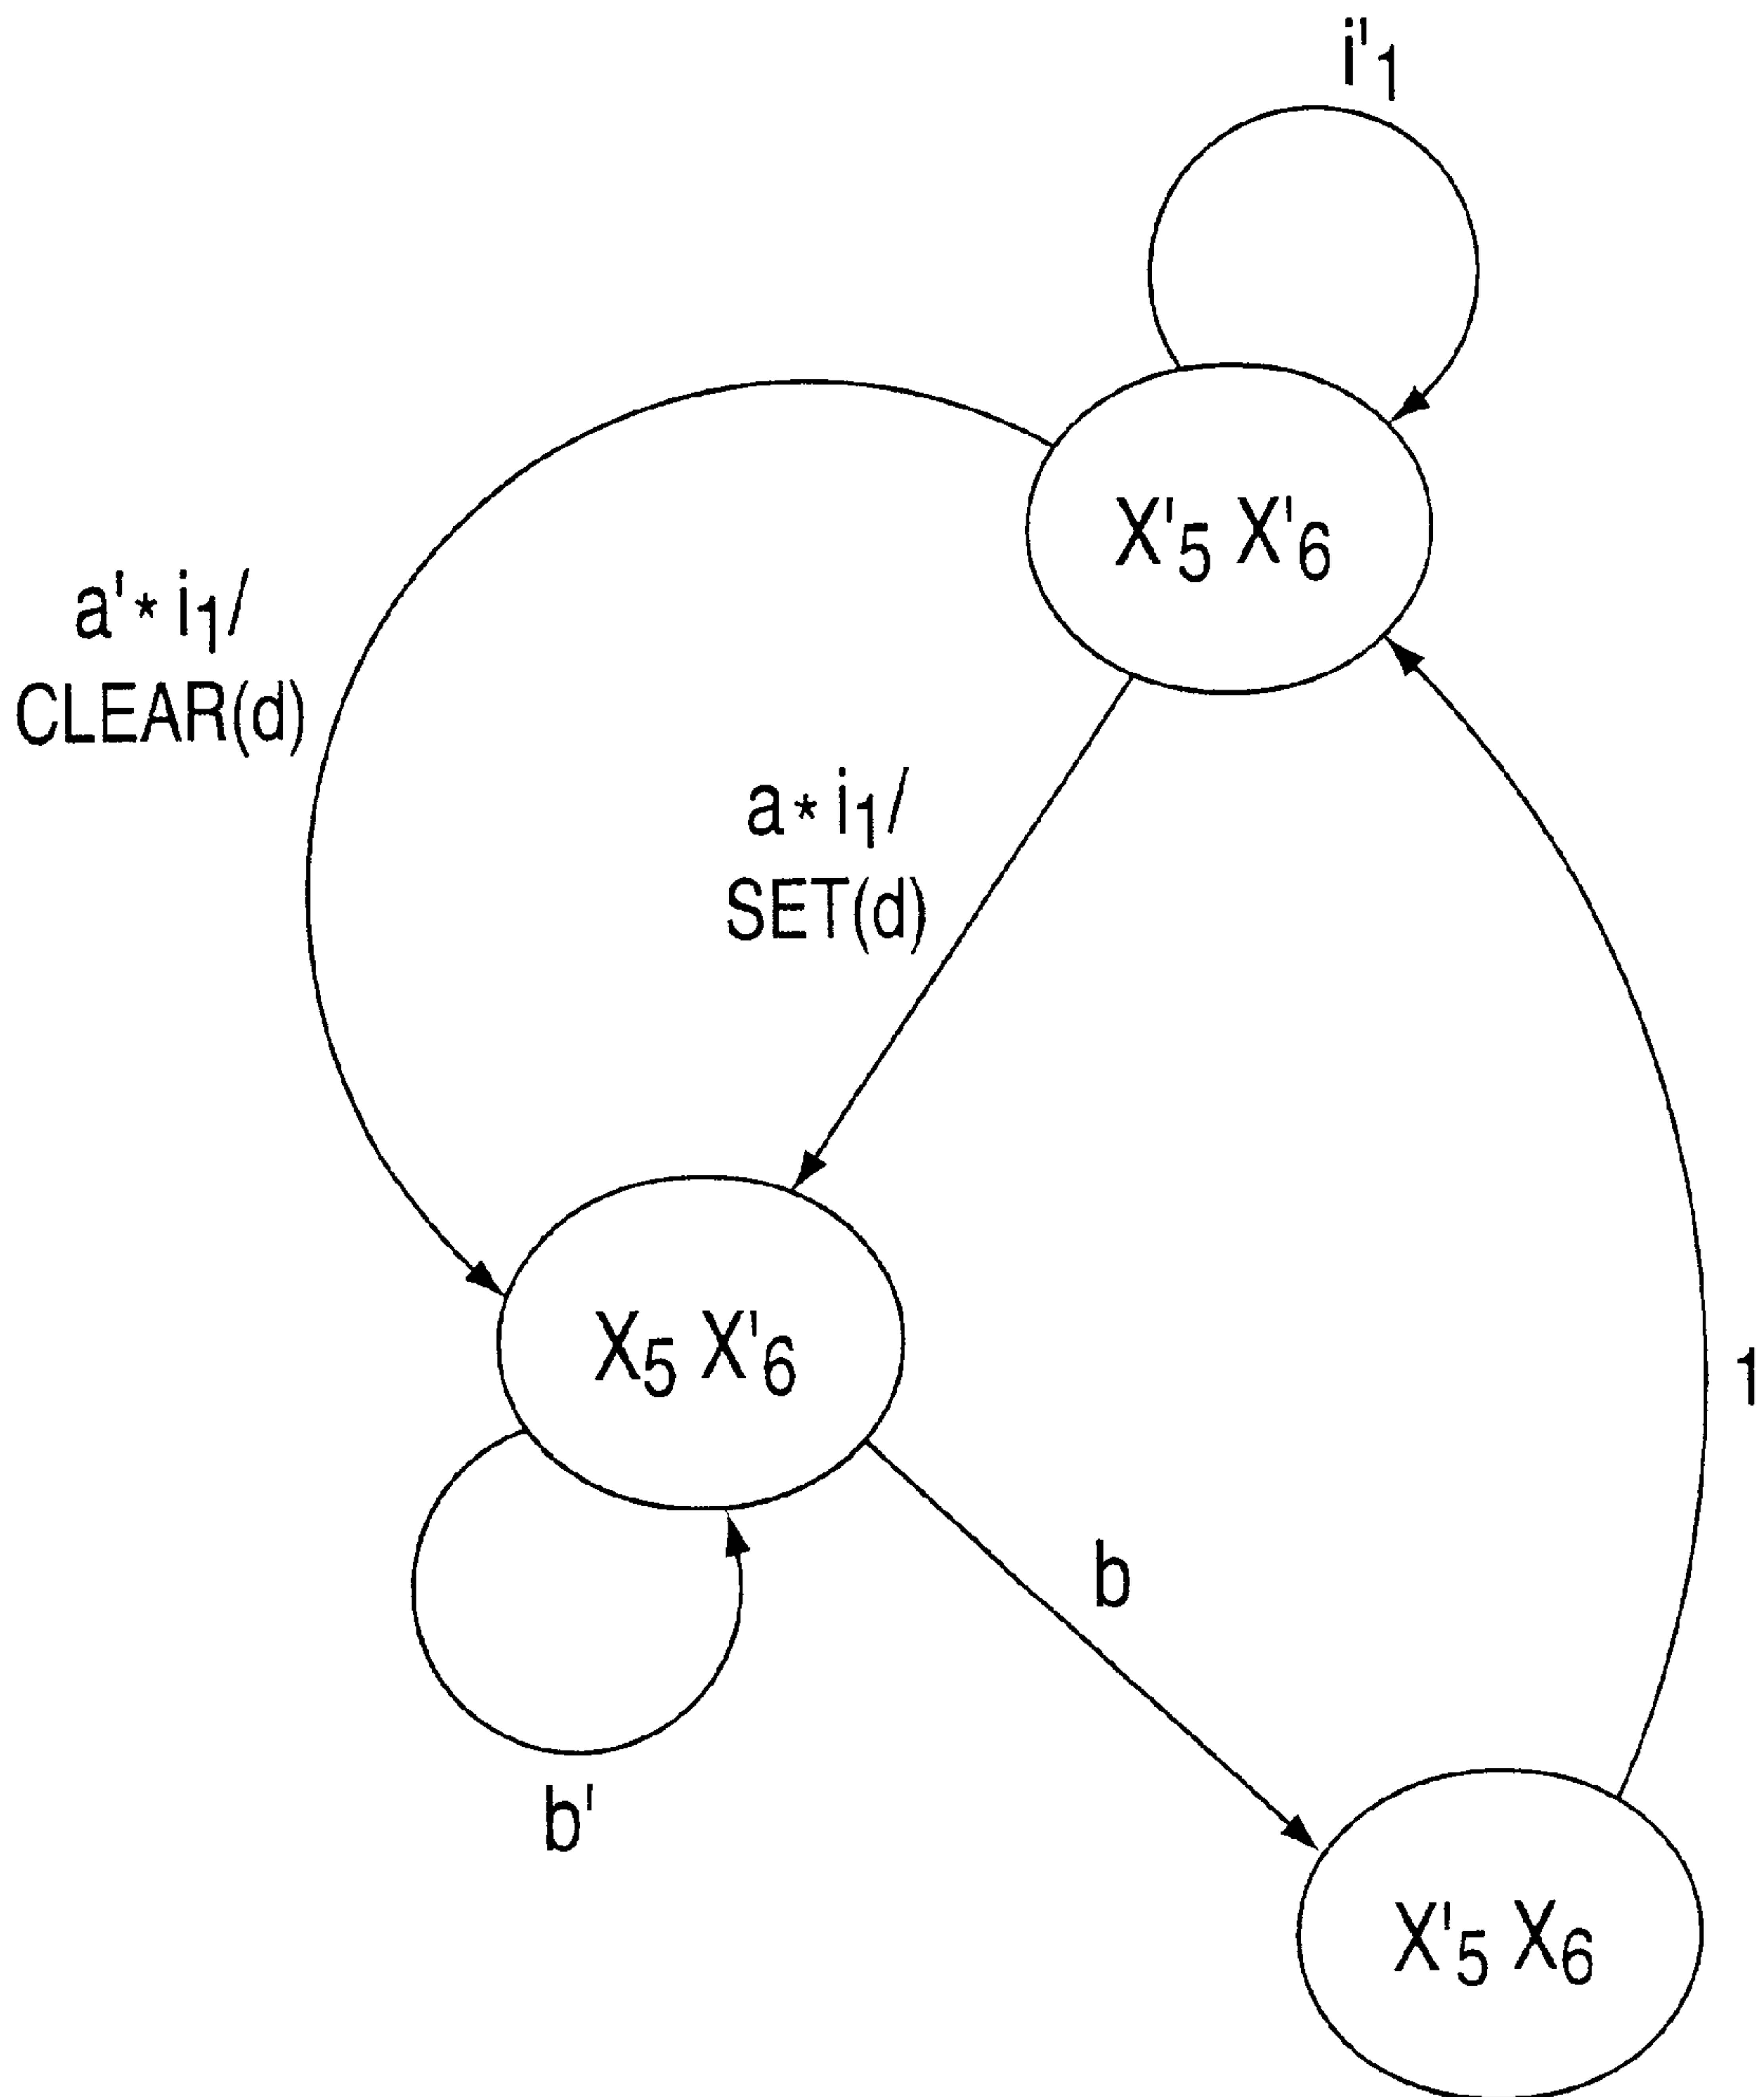 i'1
X'5 X'6
a' * i1/
CLEAR(d)
a * i1/
SET(d)
X5 X'6
1
b
b'
X'5 X6